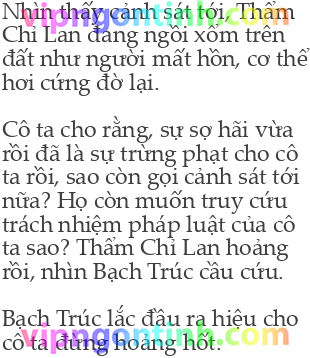 Nhìn thấy cảnh sát tới, Thẩm
vipngontinh.com
Chỉ Lan đang ngồi xổm trên
đất như người mất hồn, cơ thể
hơi cứng đờ lại.
Cô ta cho rằng, sự sợ hãi vừa
rồi đã là sự trừng phạt cho cô
ta rồi, sao còn gọi cảnh sát tới
nữa? Họ còn muốn truy cứu
trách nhiệm pháp luật của cô
ta sao? Thẩm Chỉ Lan hoảng
rồi, nhìn Bạch Trúc cầu cứu.
Bạch Trúc lắc đầu ra hiệu cho
vipngontinh.com
cô ta đừng hoảng hốt.